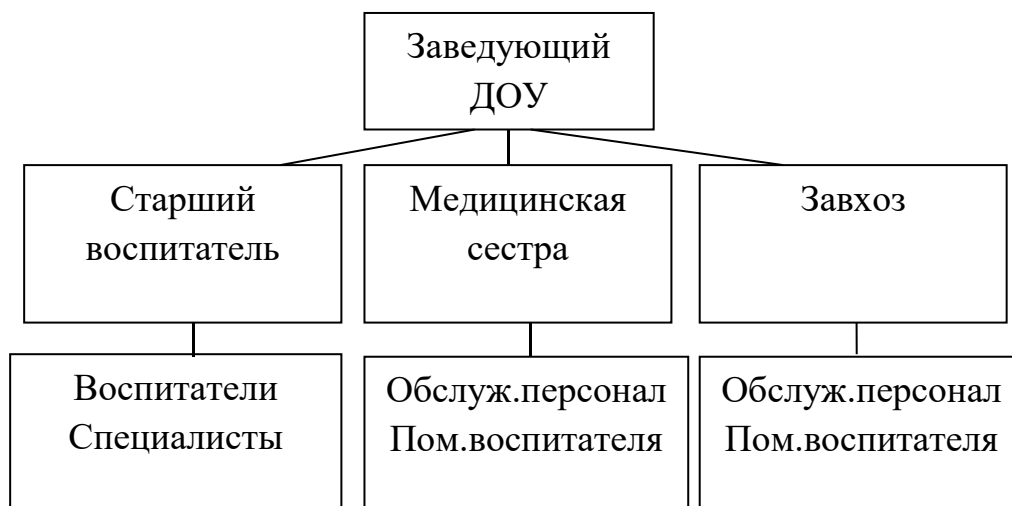 Заведующий
ДОУ
Старший
воспитатель
Медицинская
сестра
Завхоз
Воспитатели
Специалисты
Обслуж.персонал
Пом.воспитателя
Обслуж.персонал
Пом.воспитателя